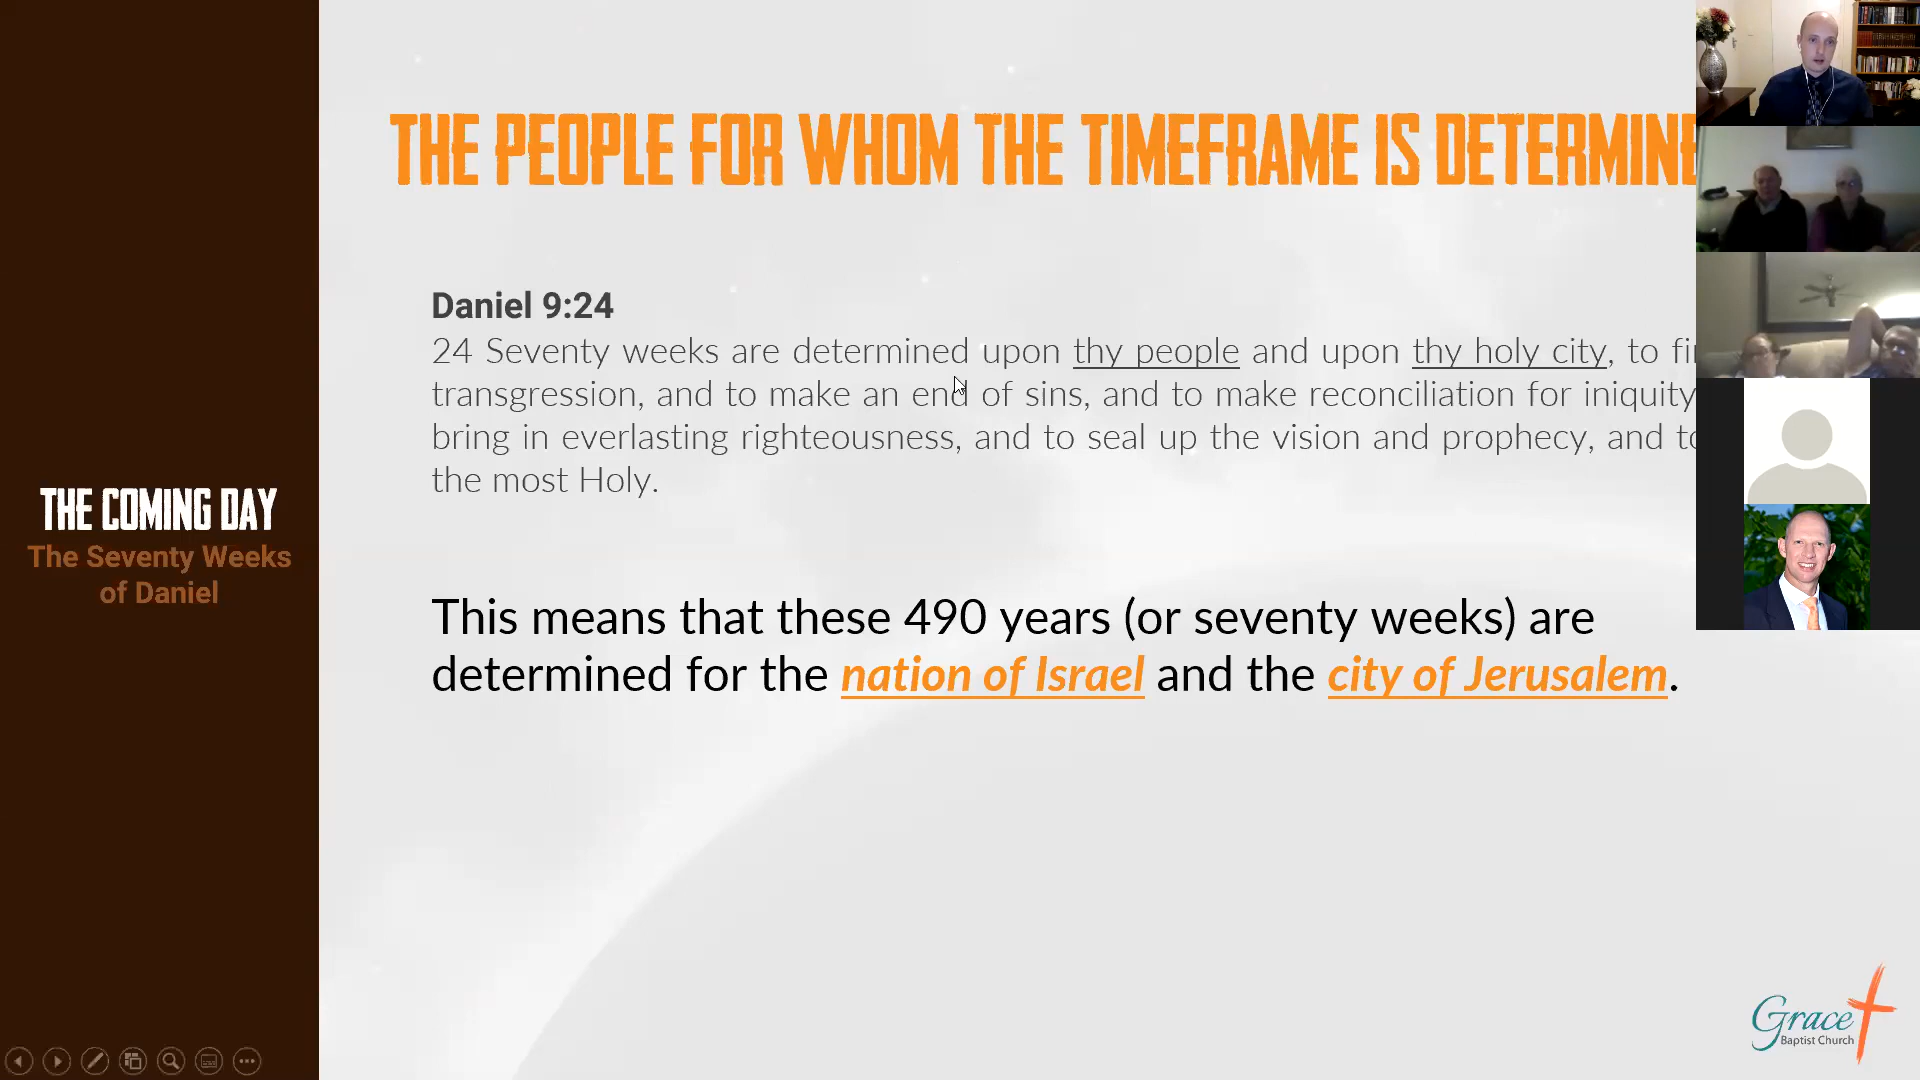 THE PEOPLE FOR WHOM THE TIMEFRAME IS DETERMINE
Daniel 9:24
24 Seventy weeks are determined upon thy people and upon thy holy city, to
transgression, and to make an end of sins, and to make reconciliation for iniquity
bring in everlasting righteousness, and to seal up the vision and prophecy, and to
the most Holy.
THE COMING DAY
The Seventy Weeks
of Daniel
This means that these 490 years (or seventy weeks) are
determined for the nation of Israel and the city of Jerusalem.
Grace
Baptist Church